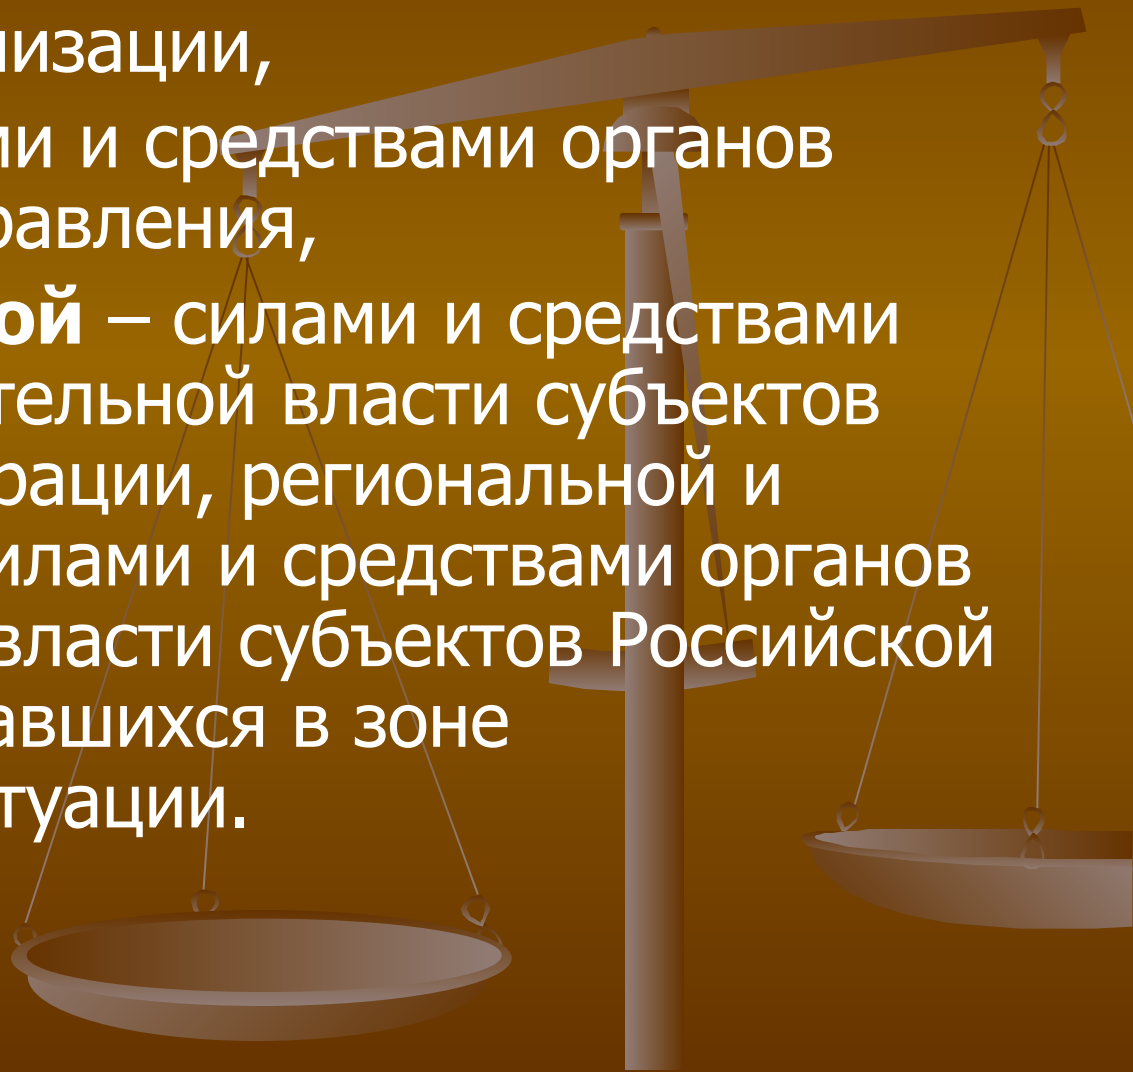 лизации,
ми и средствами органов
равления,
ой – силами и средствами
тельной власти субъектов
рации, региональной и
илами и средствами органов
власти субъектов Российской
авшихся в зоне
туации.